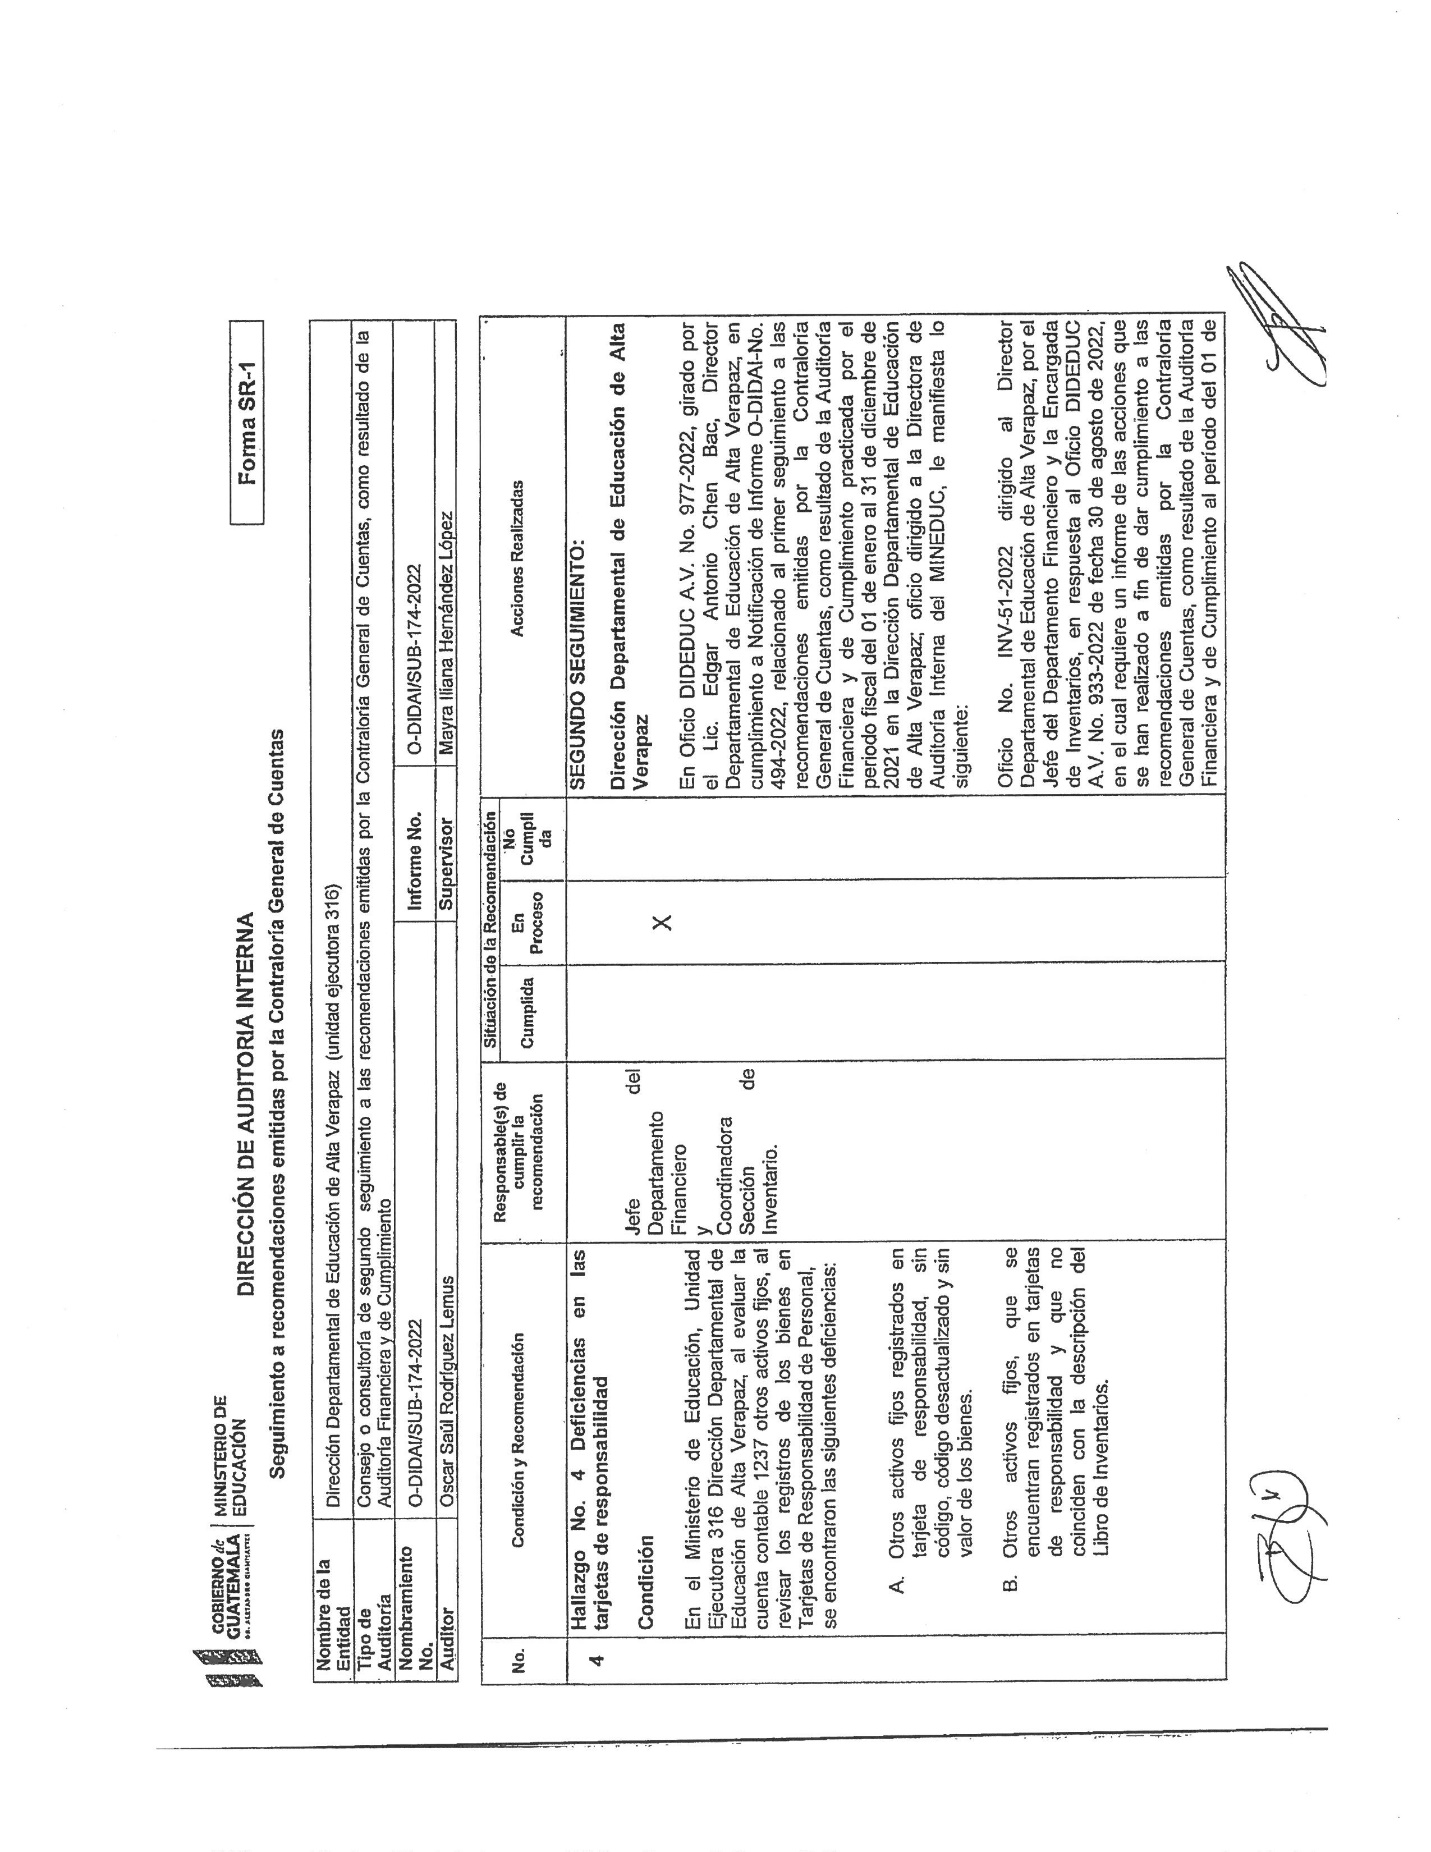 GOBIERNO de
GUATEMALA
DR. ALEJANDRO GIAMMATTEI
MINISTERIO DE
EDUCACIÓN
DIRECCIÓN DE AUDITORIA INTERNA
Forma SR-1
Seguimiento a recomendaciones emitidas por la Contraloría General de Cuentas
Nombre de la
Entidad
Dirección Departamental de Educación de Alta Verapaz (unidad ejecutora 316)
Tipo de
Auditoría
Consejo o consultoría de segundo seguimiento a las recomendaciones emitidas por la Contraloría General de Cuentas, como resultado de la
Auditoría Financiera y de Cumplimiento
Nombramiento
No.
O-DIDAI/SUB-174-2022
Informe No.
O-DIDAI/SUB-174-2022
Auditor
Oscar Saúl Rodríguez Lemus
Supervisor
Mayra Iliana Hernández López
No.
Condición y Recomendación
Responsable(s) de
cumplir la
recomendación
Situación de la Recomendación
Cumplida
En
Proceso
No
Cumpli
da
Acciones Realizadas
4
Hallazgo No. 4 Deficiencias en las
tarjetas de responsabilidad
Condición
En el Ministerio de Educación, Unidad
Ejecutora 316 Dirección Departamental de
Educación de Alta Verapaz, al evaluar la
cuenta contable 1237 otros activos fijos, al
revisar los registros de los bienes en
Tarjetas de Responsabilidad de Personal,
se encontraron las siguientes deficiencias:
A. Otros activos fijos registrados en
tarjeta de responsabilidad, sin
código, código desactualizado y sin
valor de los bienes.
B. Otros activos fijos, que se
encuentran registrados en tarjetas
de responsabilidad y que no
coinciden con la descripción del
Libro de Inventarios.
Jefe del
Departamento
Financiero
y
Coordinadora
Sección de
Inventario.
X
SEGUNDO SEGUIMIENTO:
Dirección Departamental de Educación de Alta
Verapaz
En Oficio DIDEDUC A.V. No. 977-2022, girado por
el Lic. Edgar Antonio Chen Bac, Director
Departamental de Educación de Alta Verapaz, en
cumplimiento a Notificación de Informe O-DIDAI-No.
494-2022, relacionado al primer seguimiento a las
recomendaciones emitidas por la Contraloría
General de Cuentas, como resultado de la Auditoría
Financiera y de Cumplimiento practicada por el
periodo fiscal del 01 de enero al 31 de diciembre de
2021 en la Dirección Departamental de Educación
de Alta Verapaz; oficio dirigido a la Directora de
Auditoría Interna del MINEDUC, le manifiesta lo
siguiente:
Oficio No. INV-51-2022 dirigido al Director
Departamental de Educación de Alta Verapaz, por el
Jefe del Departamento Financiero y la Encargada
de Inventarios, en respuesta al Oficio DIDEDUC
A.V. No. 933-2022 de fecha 30 de agosto de 2022,
en el cual requiere un informe de las acciones que
se han realizado a fin de dar cumplimiento a las
recomendaciones emitidas por la Contraloría
General de Cuentas, como resultado de la Auditoría
Financiera y de Cumplimiento al período del 01 de